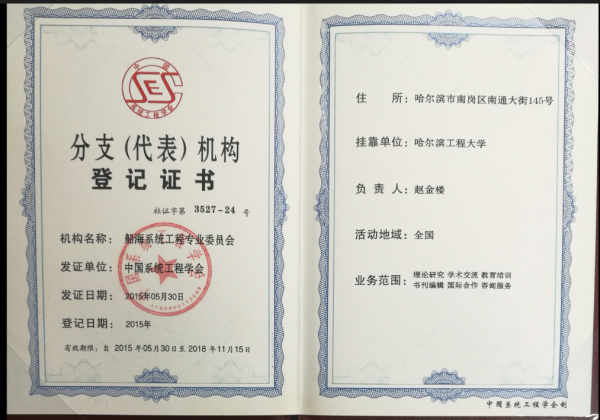 中国
SESC
系统工程学会
分支(代表)机构
登记证书
社证字第 3527-24 号
机构名称: 船海系统工程专业委员会
发证单位: 中国系统工程学会
发证日期: 2015年05月30日
登记日期: 2015年
有效期限: 自 2015 年05月30日至 2018 年11月15日
住 所: 哈尔滨市南岗区南通大街145号
挂靠单位: 哈尔滨工程大学
负 责 人: 赵金楼
活动地域: 全国
业务范围: 理论研究 学术交流 教育培训
书刊编辑 国际合作 咨询服务
中国系统工程学会制